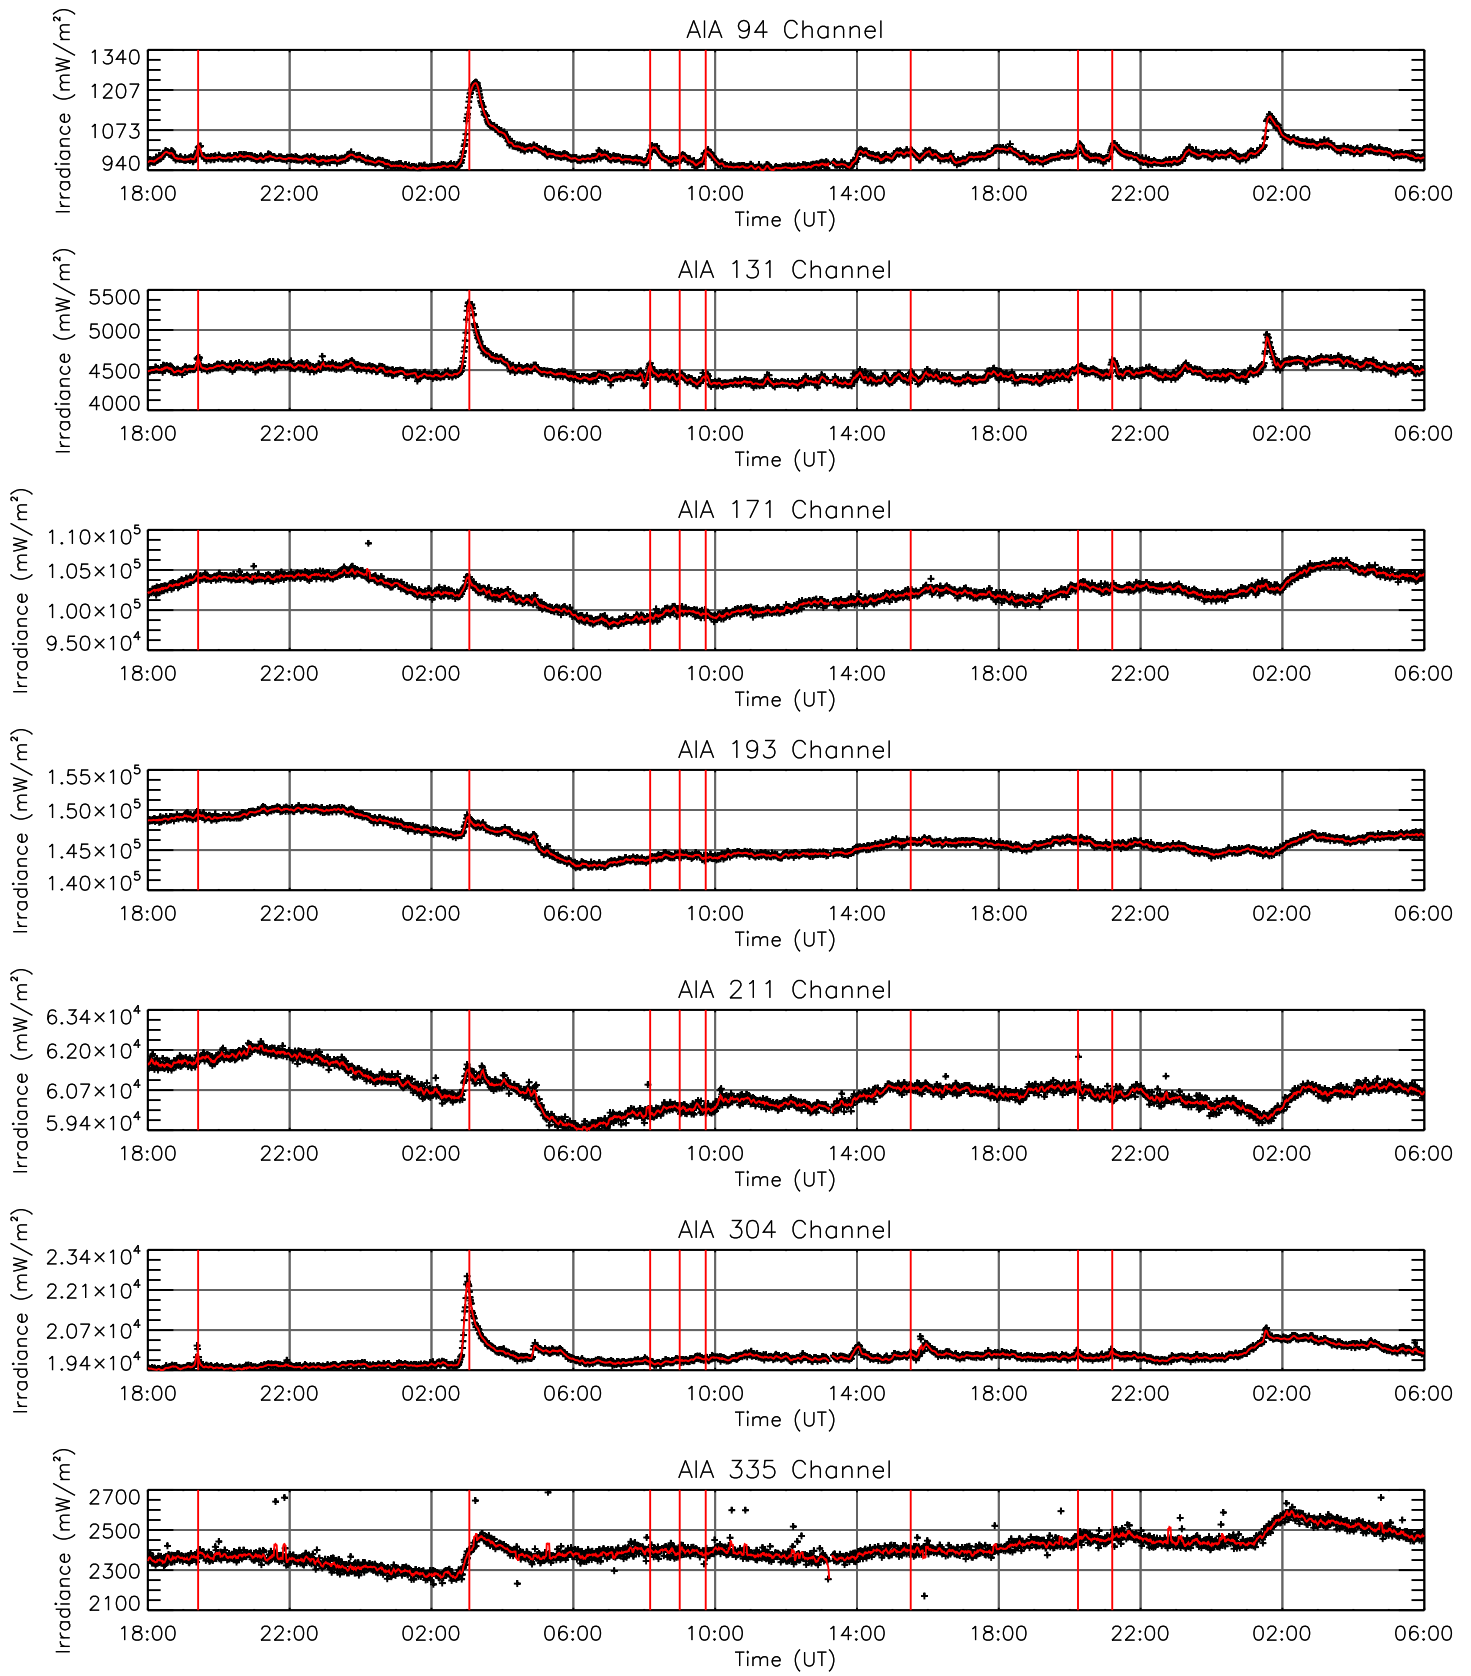 AIA 94 Channel
Irradiance (mW/m²)
1340
1207
1073
940
18:00 22:00 02:00 06:00 10:00 14:00 18:00 22:00 02:00 06:00
Time (UT)
AIA 131 Channel
Irradiance (mW/m²)
5500
5000
4500
4000
18:00 22:00 02:00 06:00 10:00 14:00 18:00 22:00 02:00 06:00
Time (UT)
AIA 171 Channel
Irradiance (mW/m²)
1.10×10⁵
1.05×10⁵
1.00×10⁵
9.50×10⁴
18:00 22:00 02:00 06:00 10:00 14:00 18:00 22:00 02:00 06:00
Time (UT)
AIA 193 Channel
Irradiance (mW/m²)
1.55×10⁵
1.50×10⁵
1.45×10⁵
1.40×10⁵
18:00 22:00 02:00 06:00 10:00 14:00 18:00 22:00 02:00 06:00
Time (UT)
AIA 211 Channel
Irradiance (mW/m²)
6.34×10⁴
6.20×10⁴
6.07×10⁴
5.94×10⁴
18:00 22:00 02:00 06:00 10:00 14:00 18:00 22:00 02:00 06:00
Time (UT)
AIA 304 Channel
Irradiance (mW/m²)
2.34×10⁴
2.21×10⁴
2.07×10⁴
1.94×10⁴
18:00 22:00 02:00 06:00 10:00 14:00 18:00 22:00 02:00 06:00
Time (UT)
AIA 335 Channel
Irradiance (mW/m²)
2700
2500
2300
2100
18:00 22:00 02:00 06:00 10:00 14:00 18:00 22:00 02:00 06:00
Time (UT)